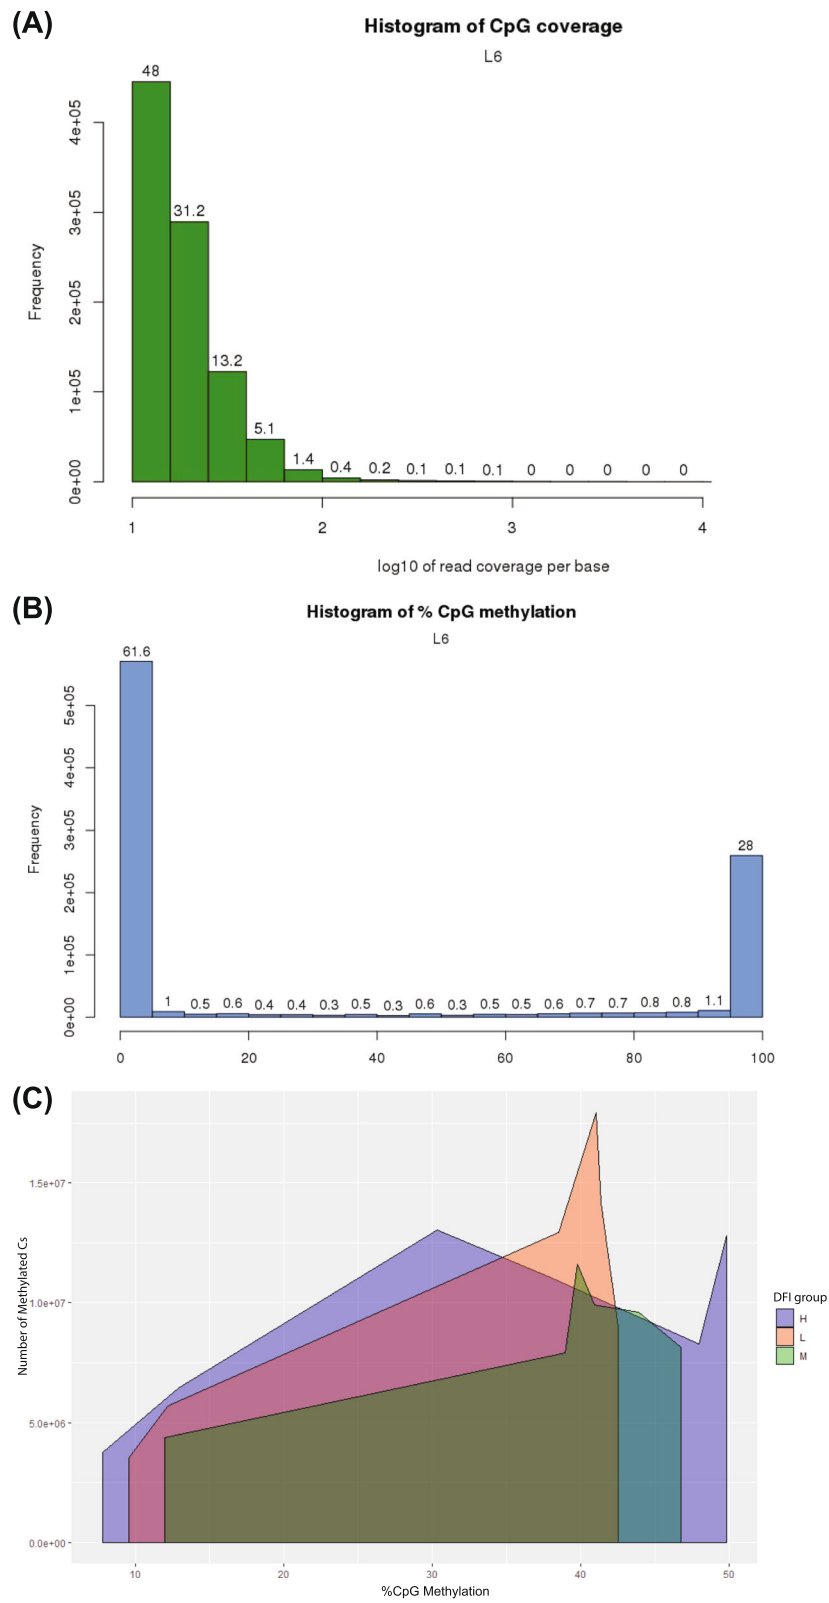 (A)
Histogram of CpG coverage
L6
48
31.2
13.2
5.1
1.4
0.4
0.2
0.1
0.1
0.1
0
0
0
0
0
4e+05
3e+05
2e+05
1e+05
0e+00
Frequency
1
2
3
4
log10 of read coverage per base
(B)
Histogram of % CpG methylation
L6
61.6
1
0.5
0.6
0.4
0.4
0.3
0.5
0.3
0.6
0.3
0.5
0.5
0.6
0.7
0.7
0.8
0.8
1.1
28
5e+05
4e+05
3e+05
2e+05
1e+05
0e+00
Frequency
0
20
40
60
80
100
(C)
1.5e+07
1.0e+07
5.0e+06
0.0e+00
Number of Methylated Cs
10
20
30
40
50
%CpG Methylation
DFI group
H
L
M